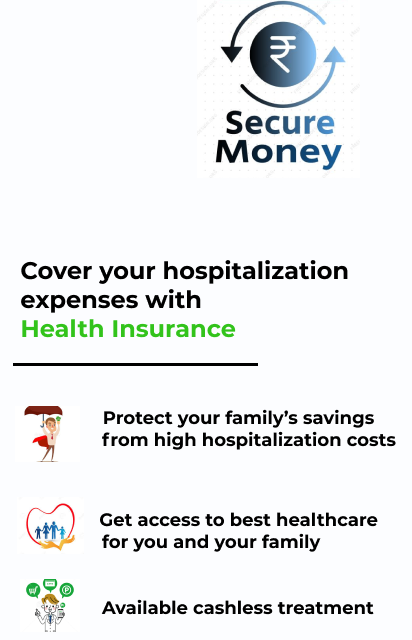 ₹
Secure
Money
Cover your hospitalization
expenses with
Health Insurance
Protect your family's savings
from high hospitalization costs
Get access to best healthcare
for you and your family
Available cashless treatment